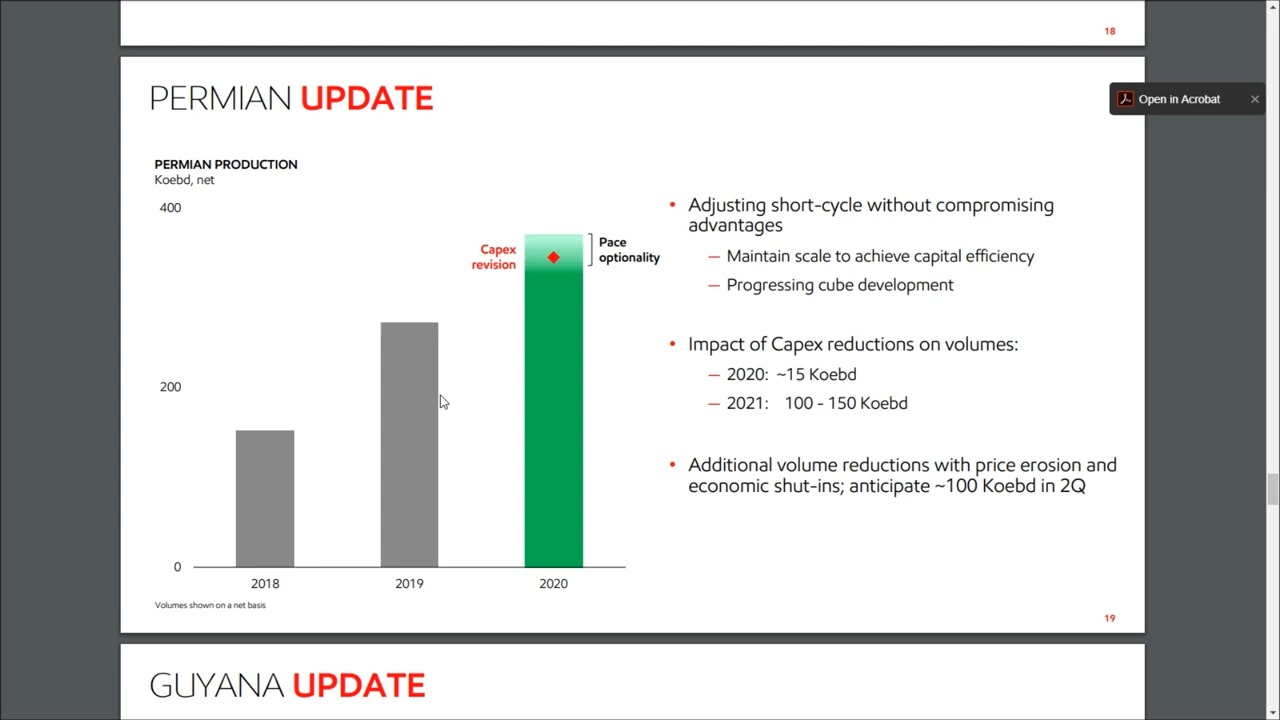 18
PERMIAN UPDATE
Open in Acrobat
PERMIAN PRODUCTION
Koebd, net
400
200
0
Capex
revision
Pace
optionality
2018
2019
2020
Volumes shown on a net basis
• Adjusting short-cycle without compromising
advantages
– Maintain scale to achieve capital efficiency
– Progressing cube development
• Impact of Capex reductions on volumes:
– 2020: ~15 Koebd
– 2021: 100 - 150 Koebd
• Additional volume reductions with price erosion and
economic shut-ins; anticipate ~100 Koebd in 2Q
19
GUYANA UPDATE